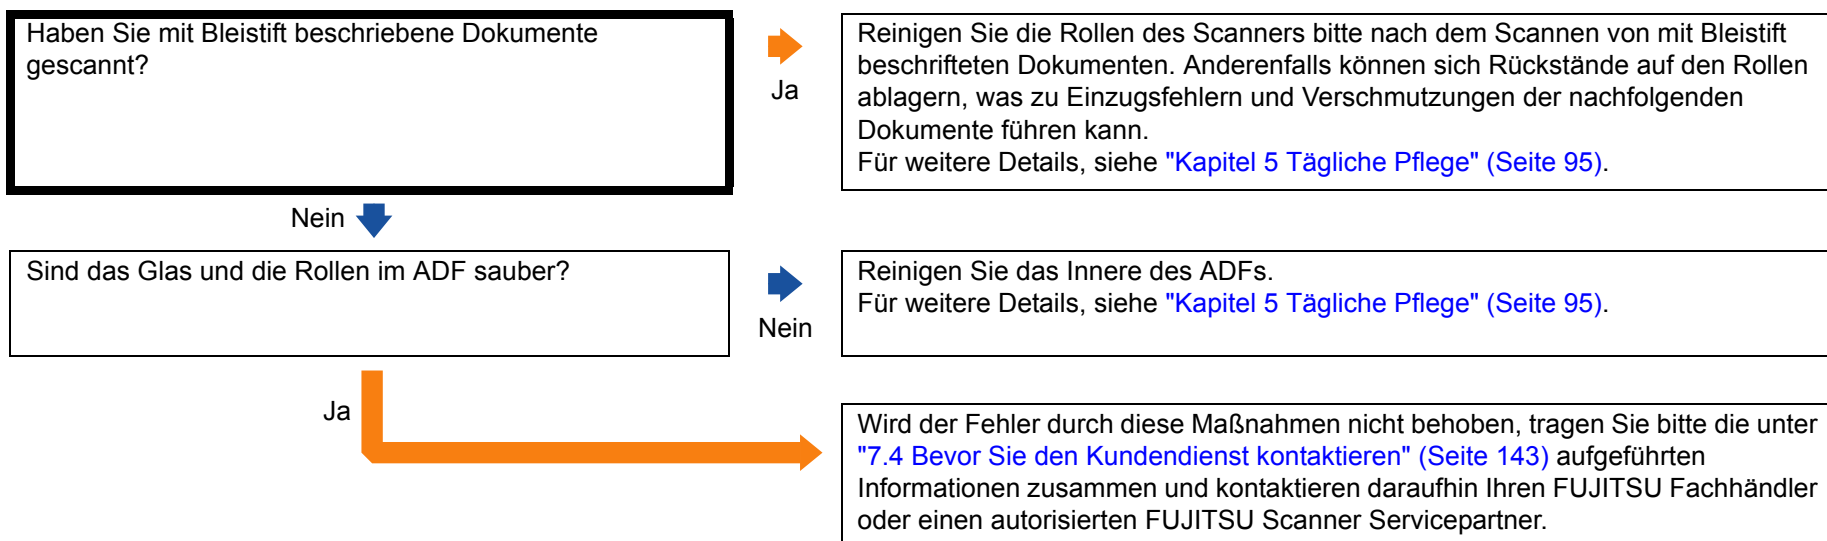 Haben Sie mit Bleistift beschriebene Dokumente
gescannt?
Ja
Reinigen Sie die Rollen des Scanners bitte nach dem Scannen von mit Bleistift
beschrifteten Dokumenten. Anderenfalls können sich Rückstände auf den Rollen
ablagern, was zu Einzugsfehlern und Verschmutzungen der nachfolgenden
Dokumente führen kann.
Für weitere Details, siehe "Kapitel 5 Tägliche Pflege" (Seite 95).
Nein
Sind das Glas und die Rollen im ADF sauber?
Nein
Reinigen Sie das Innere des ADFs.
Für weitere Details, siehe "Kapitel 5 Tägliche Pflege" (Seite 95).
Ja
Wird der Fehler durch diese Maßnahmen nicht behoben, tragen Sie bitte die unter
"7.4 Bevor Sie den Kundendienst kontaktieren" (Seite 143) aufgeführten
Informationen zusammen und kontaktieren daraufhin Ihren FUJITSU Fachhändler
oder einen autorisierten FUJITSU Scanner Servicepartner.